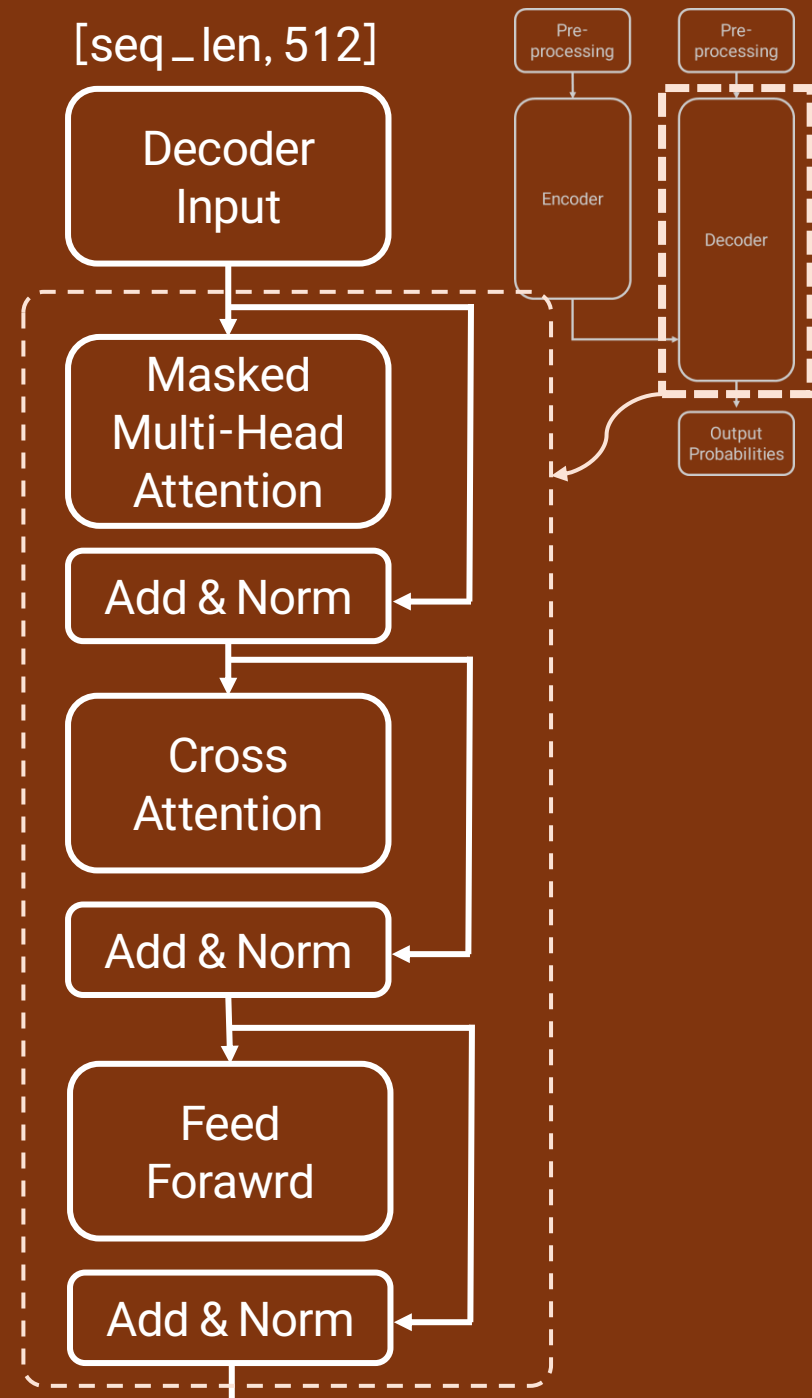 [seq_len, 512]
Decoder
Input
Masked
Multi-Head
Attention
Add & Norm
Cross
Attention
Add & Norm
Feed
Forawrd
Add & Norm
Pre-
processing
Encoder
Pre-
processing
Decoder
Output
Probabilities